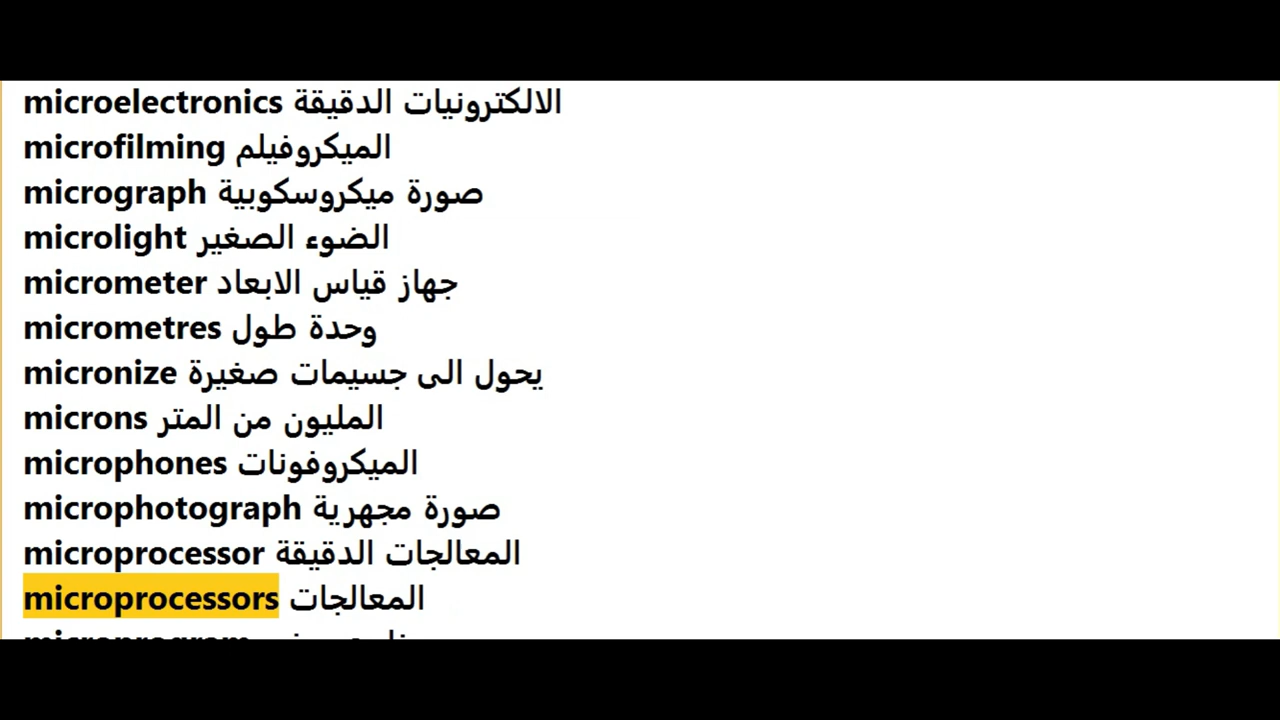 microelectronics الالكترونيات الدقيقة
microfilming الميكروفيلم
micrograph صورة ميكروسكوبية
microlight الضوء الصغير
micrometer جهاز قياس الابعاد
micrometres وحدة طول
micronize يحول الى جسيمات صغيرة
microns المليون من المتر
microphones الميكروفونات
microphotograph صورة مجهرية
microprocessor المعالجات الدقيقة
microprocessors المعالجات
microprogram